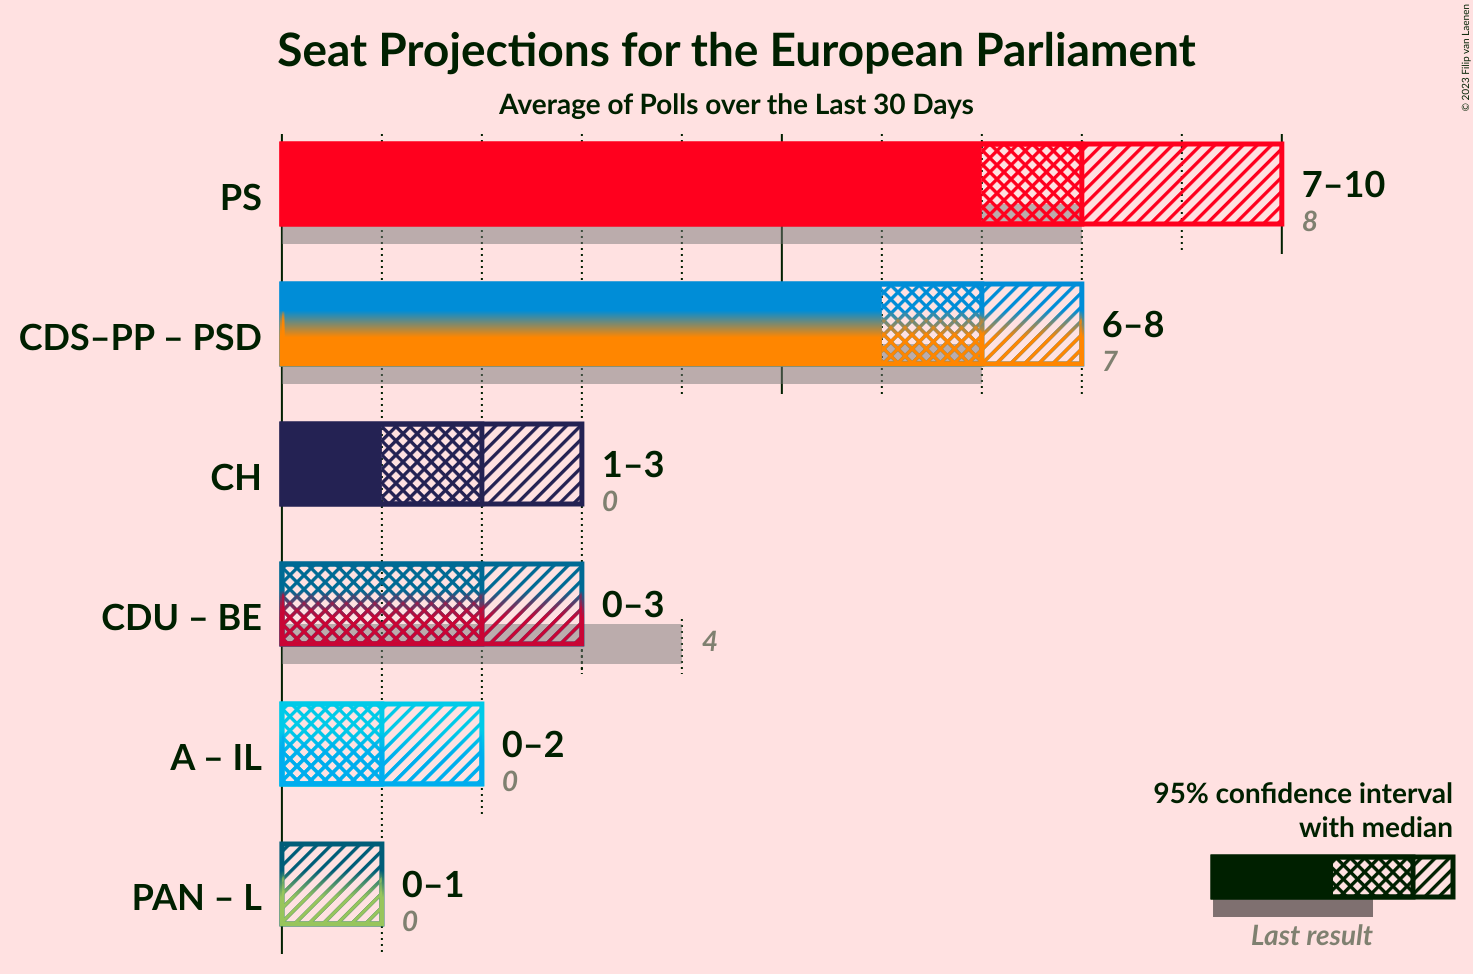 Seat Projections for the European Parliament
Average of Polls over the Last 30 Days
© 2023 Filip van Laenen
PS
7–10
8
CDS–PP – PSD
6–8
7
CH
1–3
0
CDU – BE
0–3
4
A – IL
0–2
0
PAN – L
0–1
0
95% confidence interval
with median
Last result